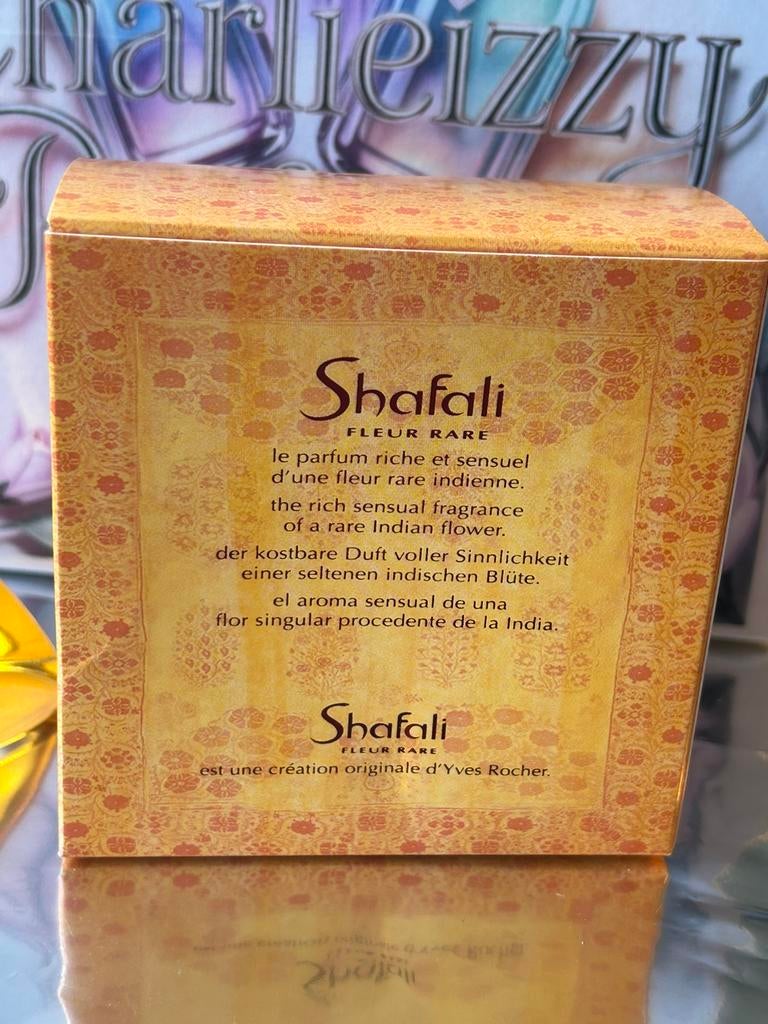 charlieizzy
Shafali
FLEUR RARE
le parfum riche et sensuel
d'une fleur rare indienne.
the rich sensual fragrance
of a rare Indian flower.
der kostbare Duft voller Sinnlichkeit
einer seltenen indischen Blüte.
el aroma sensual de una
flor singular procedente de la India.
Shafali
FLEUR RARE
est une création originale d'Yves Rocher.